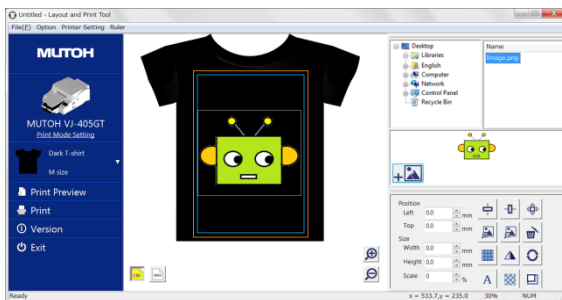 Untitled - Layout and Print Tool
File(F) Option Printer Setting Ruler
MUTOH
MUTOH VJ-405GT
Print Mode Setting
Dark T-shirt
M size
Print Preview
Print
Version
Exit
Desktop
Libraries
English
Computer
Network
Control Panel
Recycle Bin
Name
Image.png
Position
Left 0.0 mm
Top 0.0 mm
Size
Width 0.0 mm
Height 0.0 mm
Scale 0 %
A
Ready
x = 533.7,y = 235.0 30% NUM